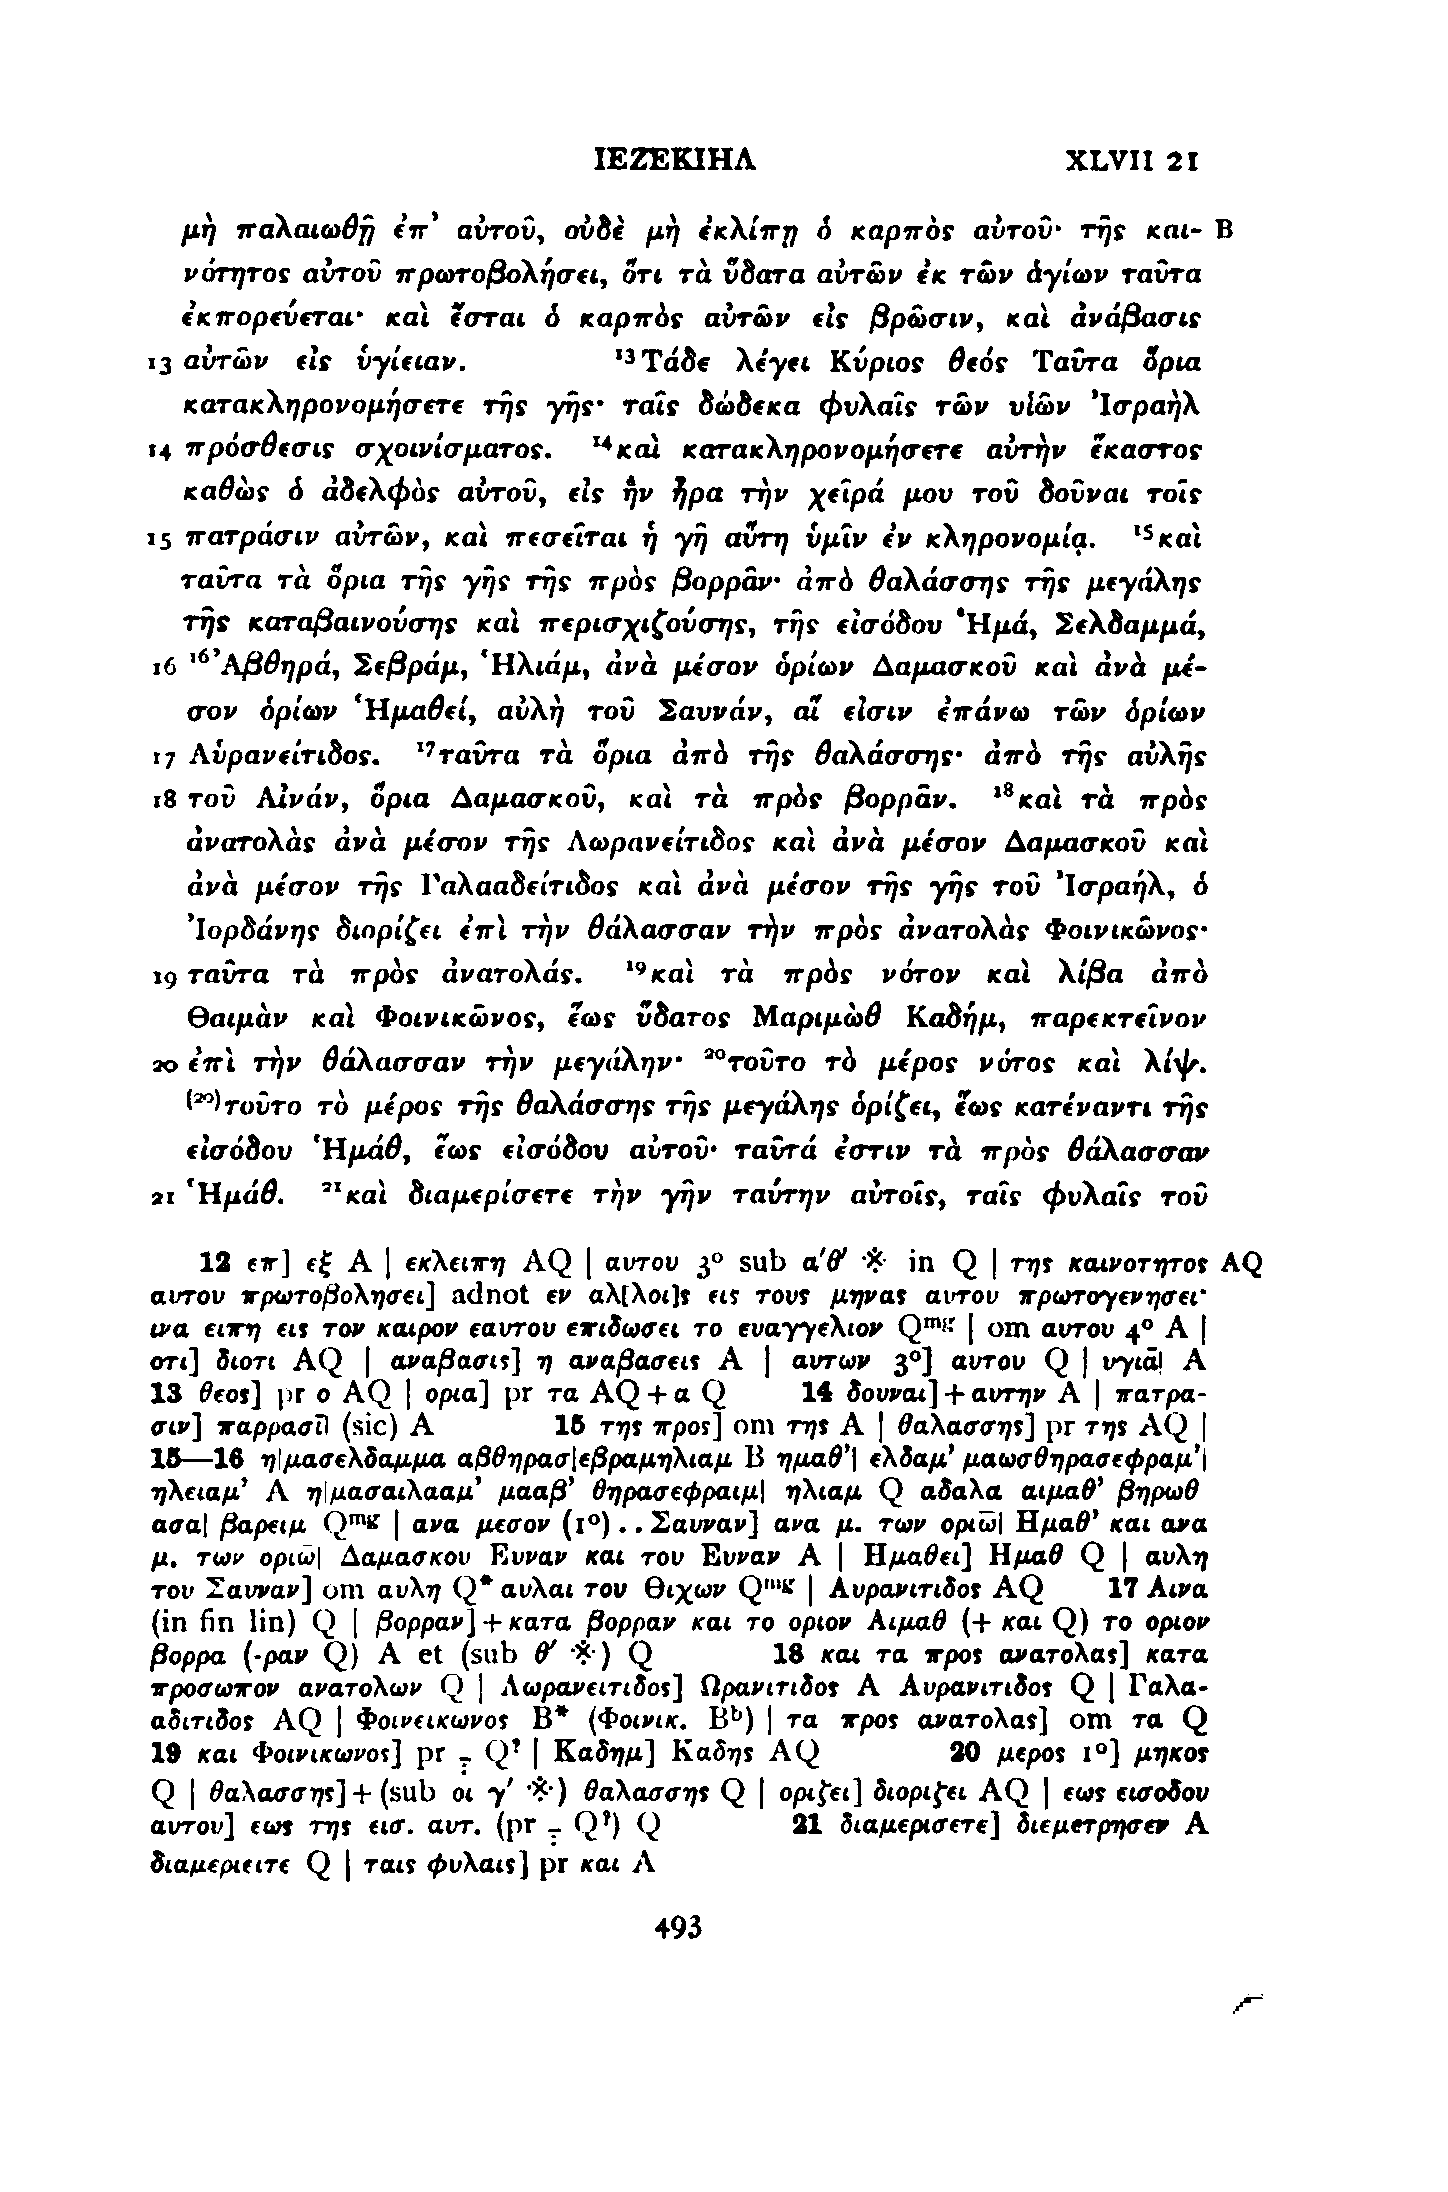 ΙΕΖΕΚΙΗΛ XLVII 21
μὴ παλαιωθῇ ἐπ᾽ αὐτοῦ, οὐδὲ μὴ ἐκλίπῃ ὁ καρπὸς αὐτοῦ· τῆς και- B
νότητος αὐτοῦ πρωτοβολήσει, ὅτι τὰ ὕδατα αὐτῶν ἐκ τῶν ἁγίων ταῦτα
ἐκπορεύεται· καὶ ἔσται ὁ καρπὸς αὐτῶν εἰς βρῶσιν, καὶ ἀνάβασις
13 αὐτῶν εἰς ὑγίειαν. ¹³Τάδε λέγει Κύριος θεός Ταῦτα ὅρια
κατακληρονομήσετε τῆς γῆς· ταῖς δώδεκα φυλαῖς τῶν υἱῶν Ἰσραὴλ
14 πρόσθεσις σχοινίσματος. ¹⁴καὶ κατακληρονομήσετε αὐτὴν ἕκαστος
καθὼς ὁ ἀδελφὸς αὐτοῦ, εἰς ἣν ἦρα τὴν χεῖρά μου τοῦ δοῦναι τοῖς
15 πατράσιν αὐτῶν, καὶ πεσεῖται ἡ γῆ αὕτη ὑμῖν ἐν κληρονομίᾳ. ¹⁵καὶ
ταῦτα τὰ ὅρια τῆς γῆς τῆς πρὸς βορρᾶν· ἀπὸ θαλάσσης τῆς μεγάλης
τῆς καταβαινούσης καὶ περισχιζούσης, τῆς εἰσόδου Ἡμά, Σελδαμμά,
16 ¹⁶Ἀβθηρά, Σεβράμ, Ἡλιάμ, ἀνὰ μέσον ὁρίων Δαμασκοῦ καὶ ἀνὰ μέ-
σον ὁρίων Ἡμαθεί, αὐλὴ τοῦ Σαυνάν, αἵ εἰσιν ἐπάνω τῶν ὁρίων
17 Αὑρανείτιδος. ¹⁷ταῦτα τὰ ὅρια ἀπὸ τῆς θαλάσσης· ἀπὸ τῆς αὐλῆς
18 τοῦ Αἰνάν, ὅρια Δαμασκοῦ, καὶ τὰ πρὸς βορρᾶν. ¹⁸καὶ τὰ πρὸς
ἀνατολὰς ἀνὰ μέσον τῆς Λωρανείτιδος καὶ ἀνὰ μέσον Δαμασκοῦ καὶ
ἀνὰ μέσον τῆς Γαλααδείτιδος καὶ ἀνὰ μέσον τῆς γῆς τοῦ Ἰσραήλ, ὁ
Ἰορδάνης διορίζει ἐπὶ τὴν θάλασσαν τὴν πρὸς ἀνατολὰς Φοινικῶνος·
19 ταῦτα τὰ πρὸς ἀνατολάς. ¹⁹καὶ τὰ πρὸς νότον καὶ λίβα ἀπὸ
Θαιμὰν καὶ Φοινικῶνος, ἕως ὕδατος Μαριμὼθ Καδήμ, παρεκτεῖνον
20 ἐπὶ τὴν θάλασσαν τὴν μεγάλην· ²⁰τοῦτο τὸ μέρος νότος καὶ λίψ.
⁽²⁰⁾τοῦτο τὸ μέρος τῆς θαλάσσης τῆς μεγάλης ὁρίζει, ἕως κατέναντι τῆς
εἰσόδου Ἡμάθ, ἕως εἰσόδου αὐτοῦ· ταῦτά ἐστιν τὰ πρὸς θάλασσαν
21 Ἡμάθ. ²¹καὶ διαμερίσετε τὴν γῆν ταύτην αὐτοῖς, ταῖς φυλαῖς τοῦ
12 επ] εξ A | εκλειπη AQ | αυτου 3° sub α΄θ΄ ※ in Q | της καινοτητος AQ
αυτου πρωτοβολησει] adnot εν αλ[λοι]ς εις τους μηνας αυτου πρωτογενησει·
ινα ειπη εις τον καιρον εαυτου επιδωσει το ευαγγελιον Qᵐᵍ | om αυτου 4° A |
οτι] διοτι AQ | αναβασις] η αναβασεις A | αυτων 3°] αυτου Q | υγια̅| A
13 θεος] pr ο AQ | ορια] pr τα AQ + α Q 14 δουναι] + αυτην A | πατρα-
σιν] παρρασι̅| (sic) A 15 της προς] om της A | θαλασσης] pr της AQ |
15—16 η|μασελδαμμα αβθηρασ|εβραμηλιαμ B ημαθ᾽| ελδαμ᾽ μαωσθηρασεφραμ᾽|
ηλειαμ᾽ A η|μασαιλααμ᾽ μααβ᾽ θηρασεφραιμ| ηλιαμ Q αδαλα αιμαθ᾽ βηρωθ
ασα| βαρειμ Qᵐᵍ | ανα μεσον (1°) . . Σαυναν] ανα μ. των οριω̅| Ημαθ᾽ και ανα
μ. των οριω̅| Δαμασκου Ευναν και του Ευναν A | Ημαθει] Ημαθ Q | αυλη
του Σαυναν] om αυλη Q* αυλαι του Θιχων Qᵐᵍ | Αυρανιτιδος AQ 17 Αινα
(in fin lin) Q | βορραν] + κατα βορραν και το οριον Αιμαθ (+ και Q) το οριον
βορρα (-ραν Q) A et (sub θ΄ ※) Q 18 και τα προς ανατολας] κατα
προσωπον ανατολων Q | Λωρανειτιδος] Ωρανιτιδος A Αυρανιτιδος Q | Γαλα-
αδιτιδος AQ | Φοινεικωνος B* (Φοινικ. Bᵇ) | τα προς ανατολας] om τα Q
19 και Φοινικωνος] pr ÷ Q? | Καδημ] Καδης AQ 20 μερος 1°] μηκος
Q | θαλασσης] + (sub οι γ΄ ※) θαλασσης Q | οριζει] διοριζει AQ | εως εισοδου
αυτου] εως της εισ. αυτ. (pr ÷ Q?) Q 21 διαμερισετε] διεμετρησεν A
διαμεριειτε Q | ταις φυλαις] pr και A
493